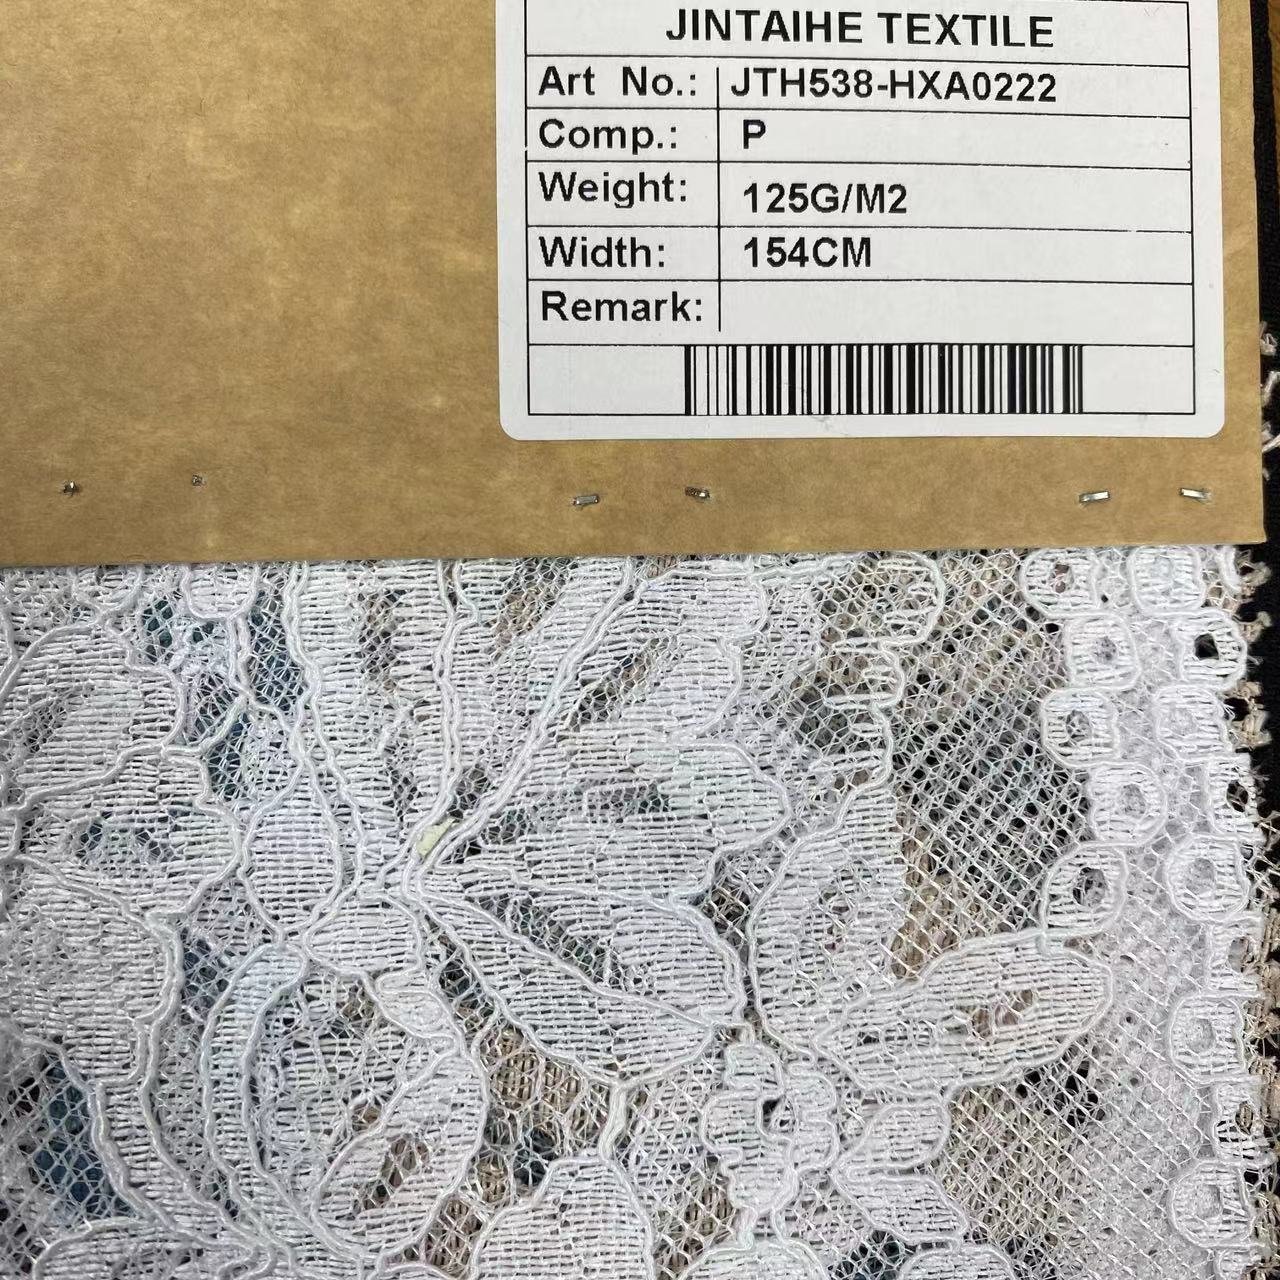 JINTAIHE TEXTILE
Art No.: JTH538-HXA0222
Comp.: P
Weight: 125G/M2
Width: 154CM
Remark: